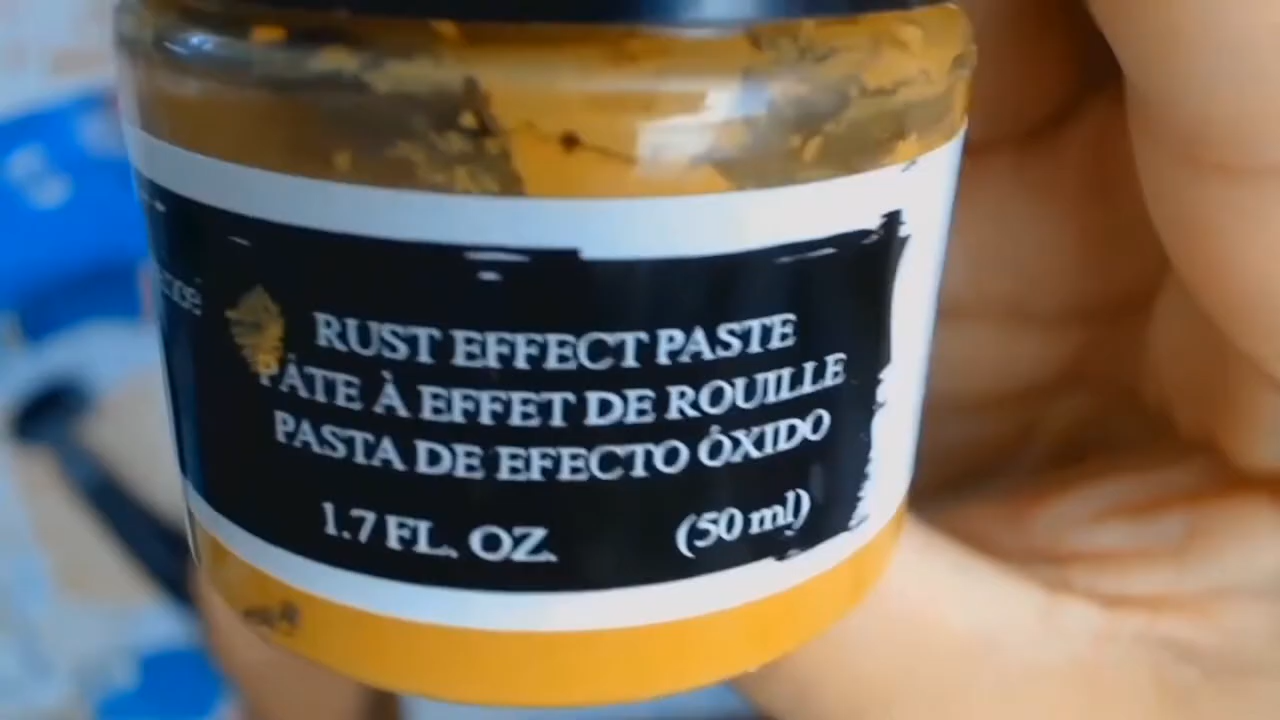 RUST EFFECT PASTE
PÂTE À EFFET DE ROUILLE
PASTA DE EFECTO ÓXIDO
1.7 FL. OZ. (50 ml)